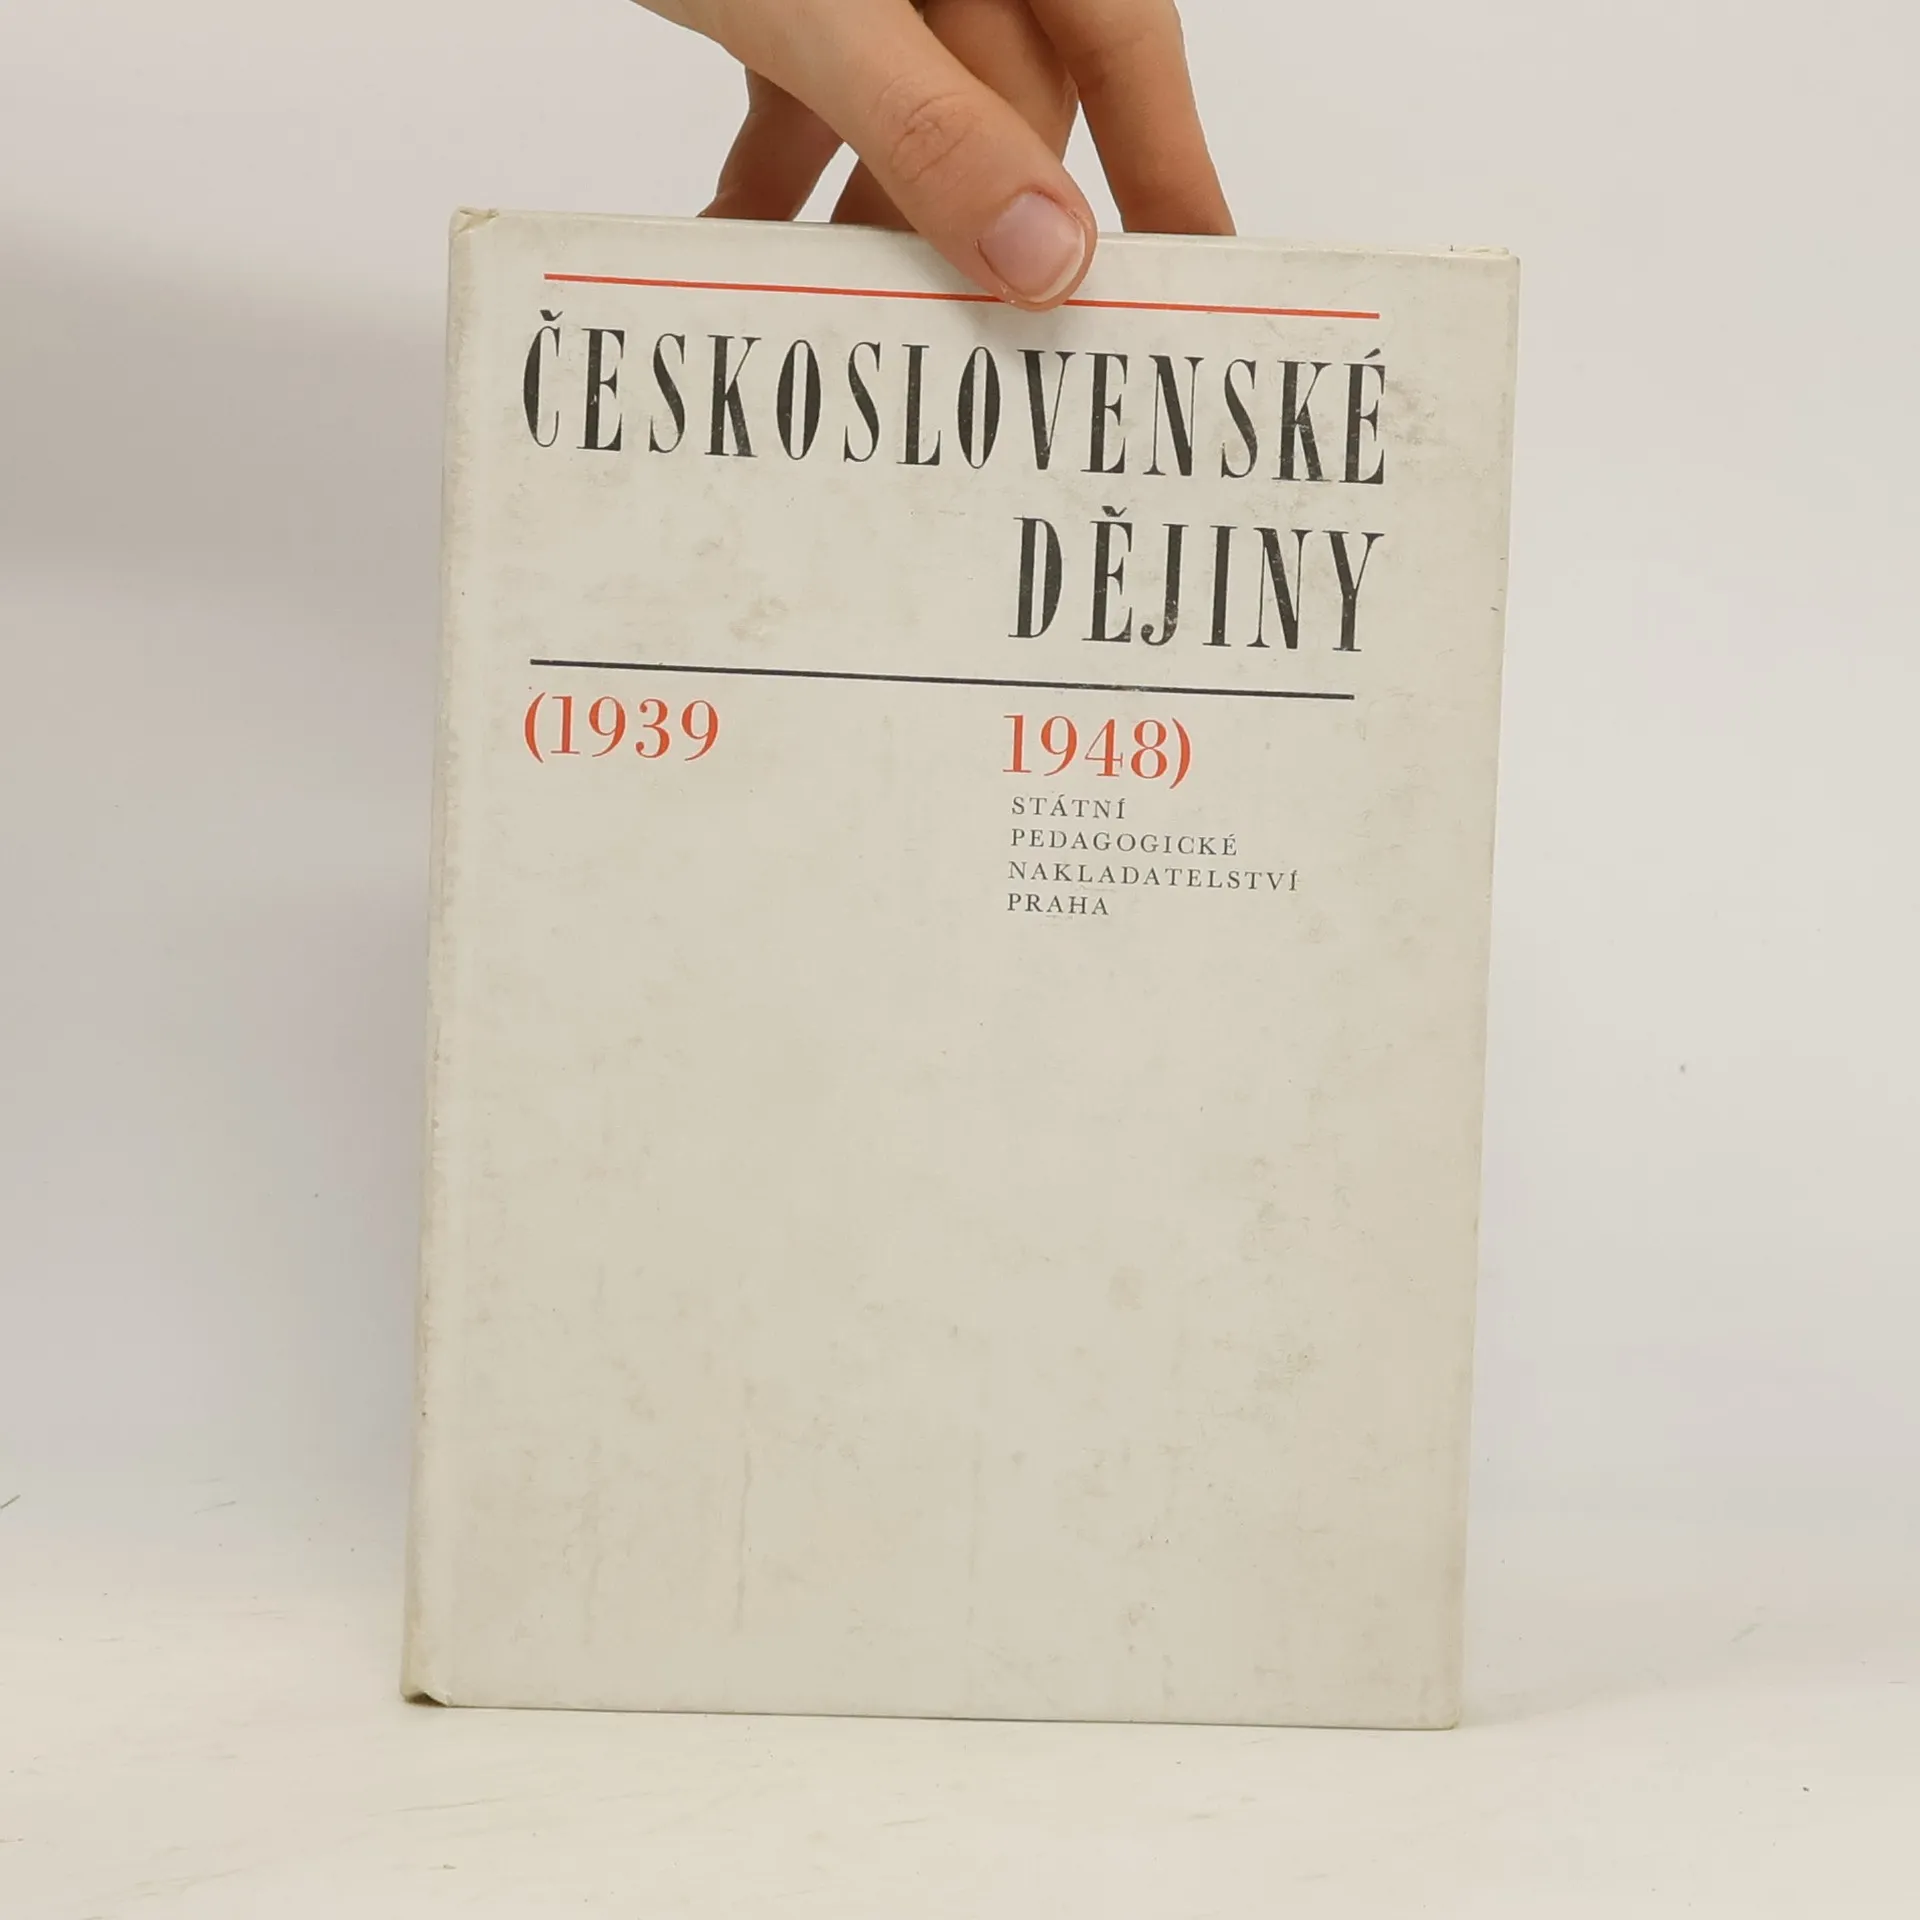 ČESKOSLOVENSKÉ
DĚJINY
(1939 1948)
STÁTNÍ
PEDAGOGICKÉ
NAKLADATELSTVÍ
PRAHA